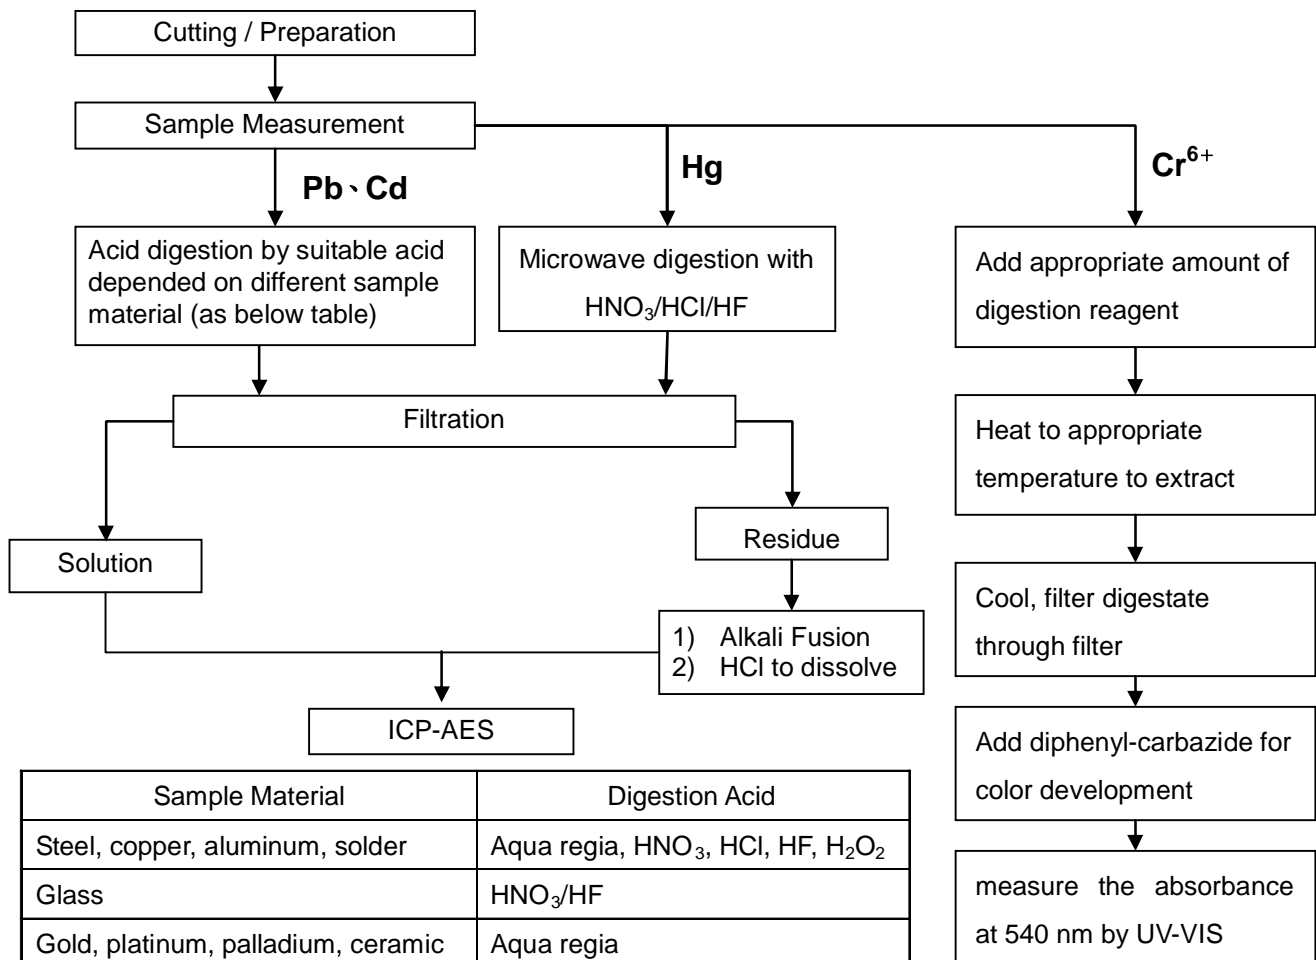 Cutting / Preparation
Sample Measurement
Pb、Cd
Hg
Cr⁶⁺
Acid digestion by suitable acid
depended on different sample
material (as below table)
Microwave digestion with
HNO₃/HCl/HF
Add appropriate amount of
digestion reagent
Filtration
Heat to appropriate
temperature to extract
Solution
Residue
Cool, filter digestate
through filter
1) Alkali Fusion
2) HCl to dissolve
ICP-AES
Add diphenyl-carbazide for
color development
Sample Material
Digestion Acid
Steel, copper, aluminum, solder
Aqua regia, HNO₃, HCl, HF, H₂O₂
Glass
HNO₃/HF
Gold, platinum, palladium, ceramic
Aqua regia
measure the absorbance
at 540 nm by UV-VIS